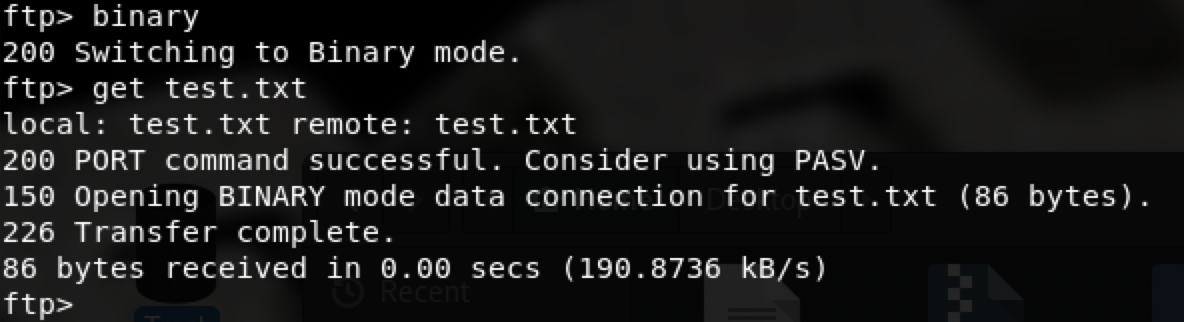 ftp> binary
200 Switching to Binary mode.
ftp> get test.txt
local: test.txt remote: test.txt
200 PORT command successful. Consider using PASV.
150 Opening BINARY mode data connection for test.txt (86 bytes).
226 Transfer complete.
86 bytes received in 0.00 secs (190.8736 kB/s)
ftp>
Recent